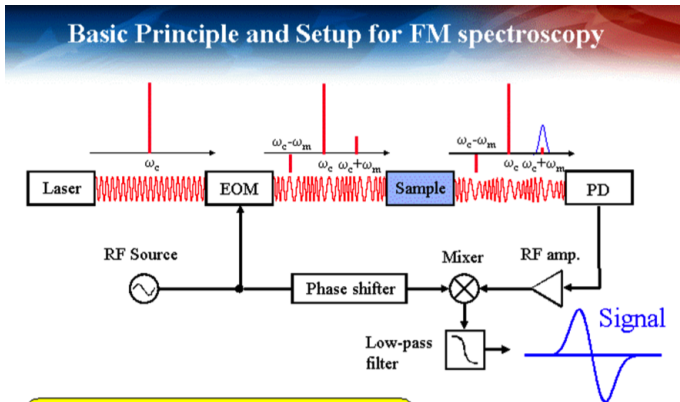 Basic Principle and Setup for FM spectroscopy
ωc
ωc-ωm
ωc
ωc+ωm
ωc-ωm
ωc
ωc+ωm
Laser
EOM
Sample
PD
RF Source
Phase shifter
Mixer
RF amp.
Low-pass
filter
Signal